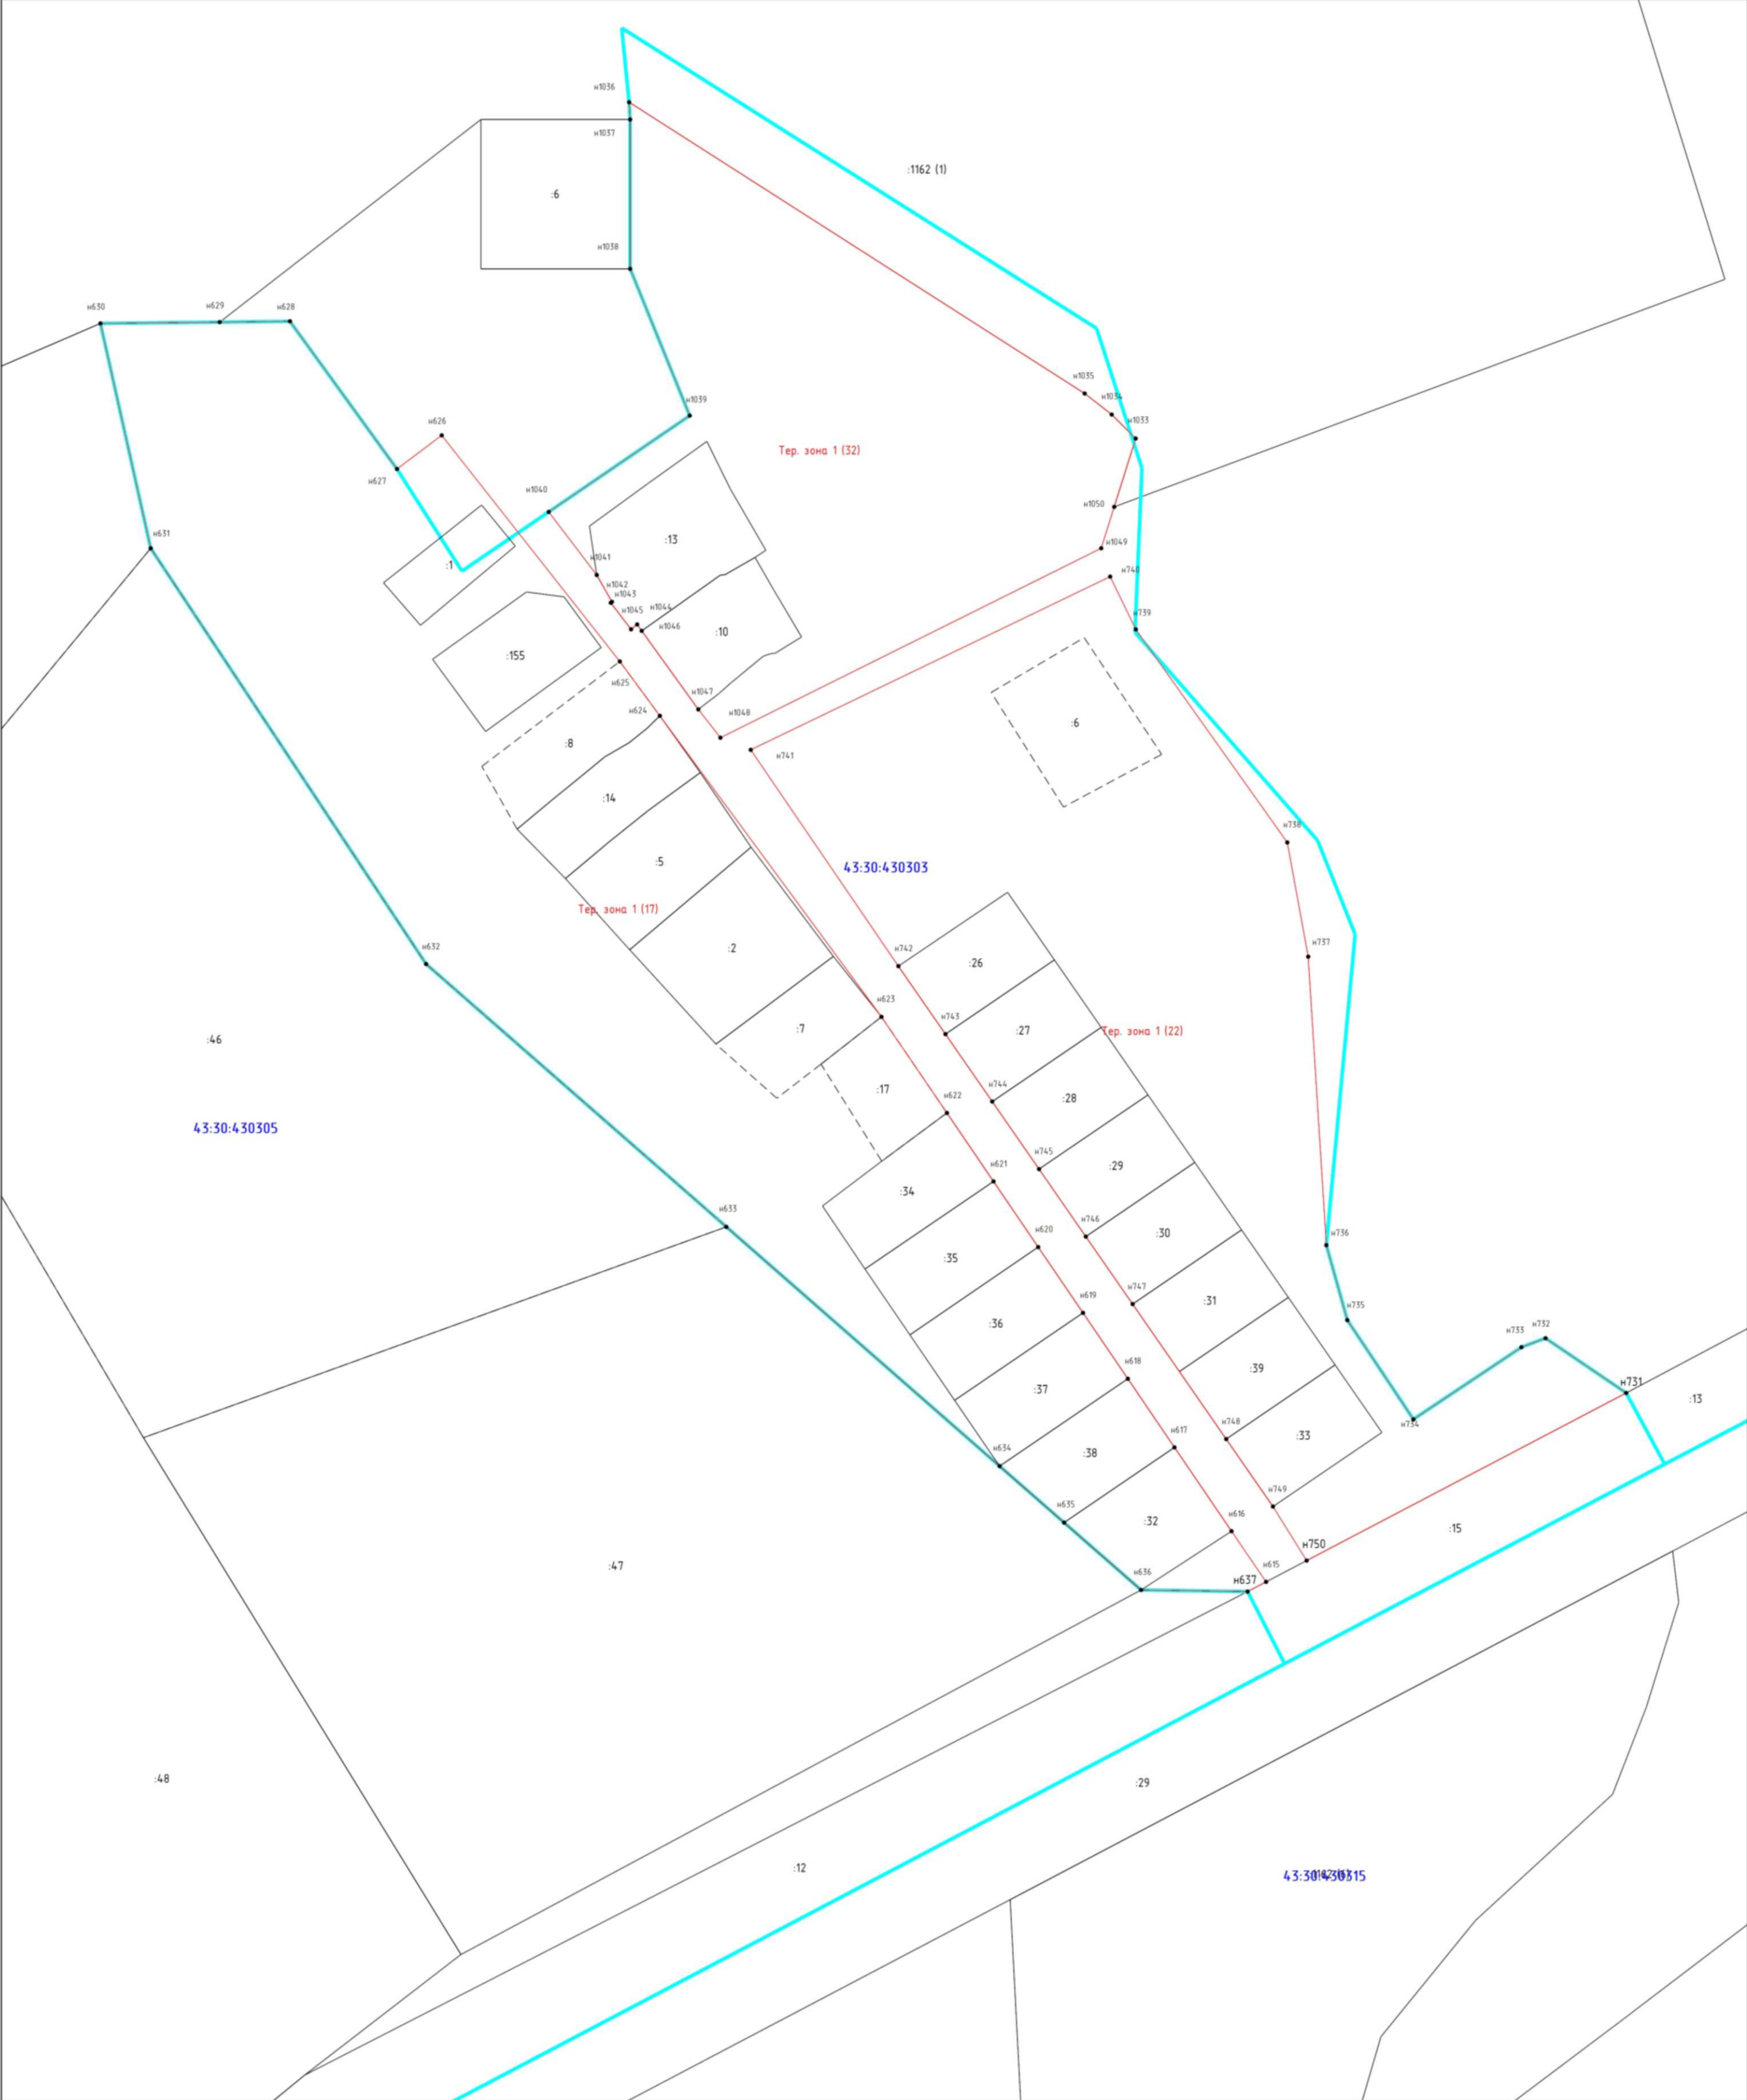 н1036
н1037
:1162 (1)
:6
н1038
н630
н629
н628
н1035
н1034
н1039
н1033
н626
Тер. зона 1 (32)
н627
н1040
н1050
н631
:13
н1049
н1041
:1
н740
н1042
н1043
н1045
н1044
н739
н1046
:10
:155
н625
н1047
н624
н1048
:6
:8
н741
:14
н738
:5
43:30:430303
Тер. зона 1 (17)
н737
н632
:2
н742
:26
н623
н743
:7
:27
Тер. зона 1 (22)
:46
:17
н744
н622
:28
43:30:430305
н745
:29
н621
:34
н633
н746
н620
:30
н736
:35
н747
н619
:31
н735
:36
н733
н732
н618
:39
:37
н731
:13
н748
н734
н617
:33
н634
:38
н749
н635
н616
:32
:15
н750
н615
:47
н636
н637
:48
:29
:12
43:30:430315